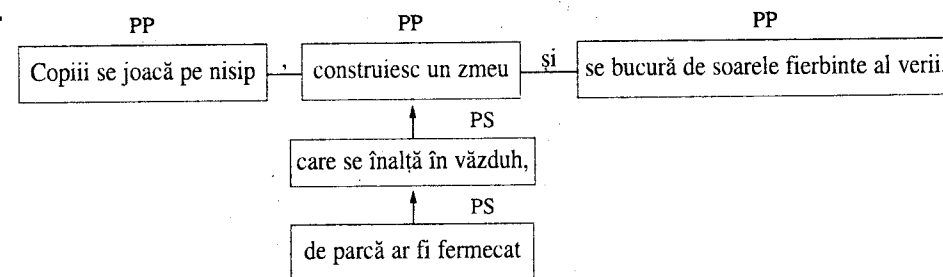 PP PP PP
Copiii se joacă pe nisip , construiesc un zmeu și se bucură de soarele fierbinte al verii.
PS
care se înalță în văzduh,
PS
de parcă ar fi fermecat